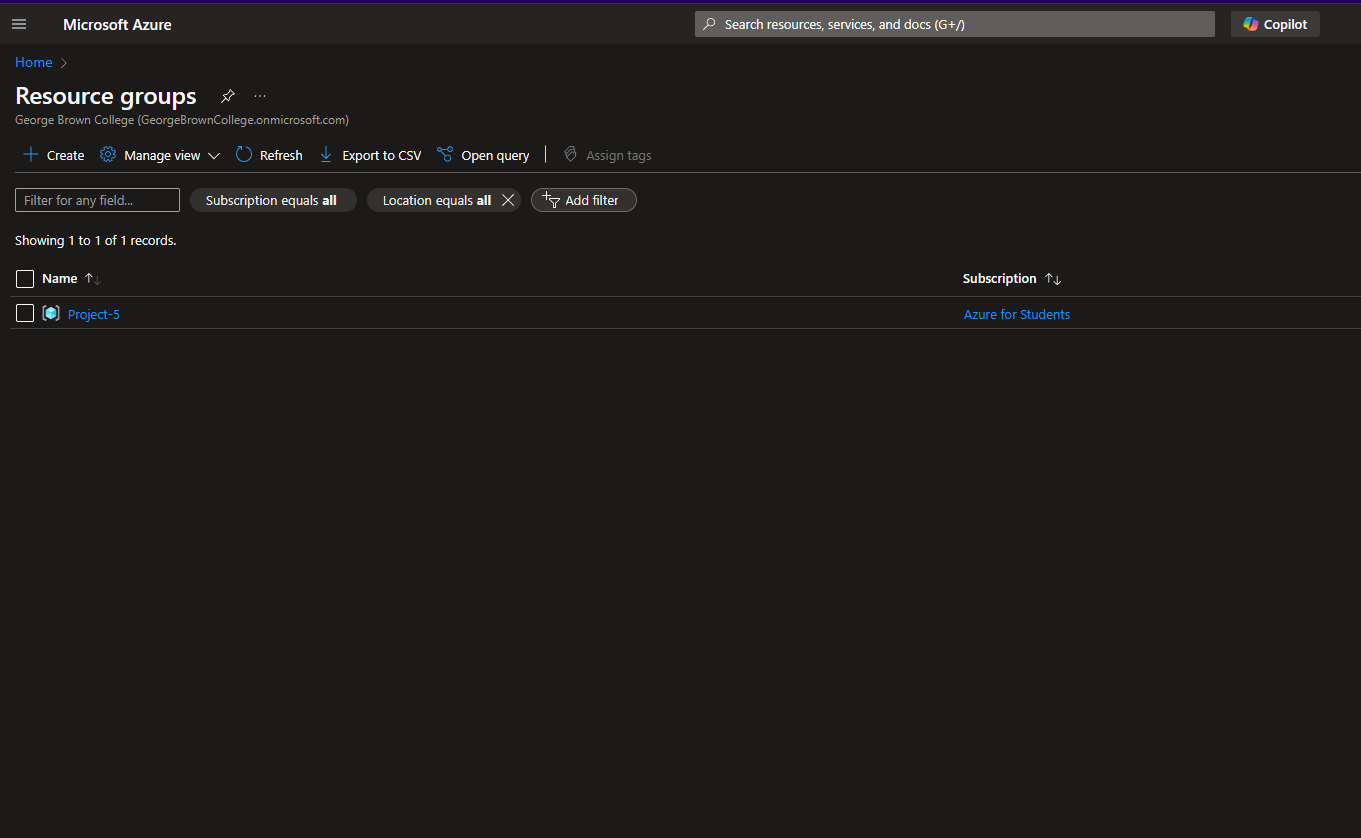 Microsoft Azure
Search resources, services, and docs (G+/)
Copilot
Home
Resource groups
George Brown College (GeorgeBrownCollege.onmicrosoft.com)
Create Manage view Refresh Export to CSV Open query Assign tags
Filter for any field... Subscription equals all Location equals all Add filter
Showing 1 to 1 of 1 records.
Name Subscription
Project-5 Azure for Students